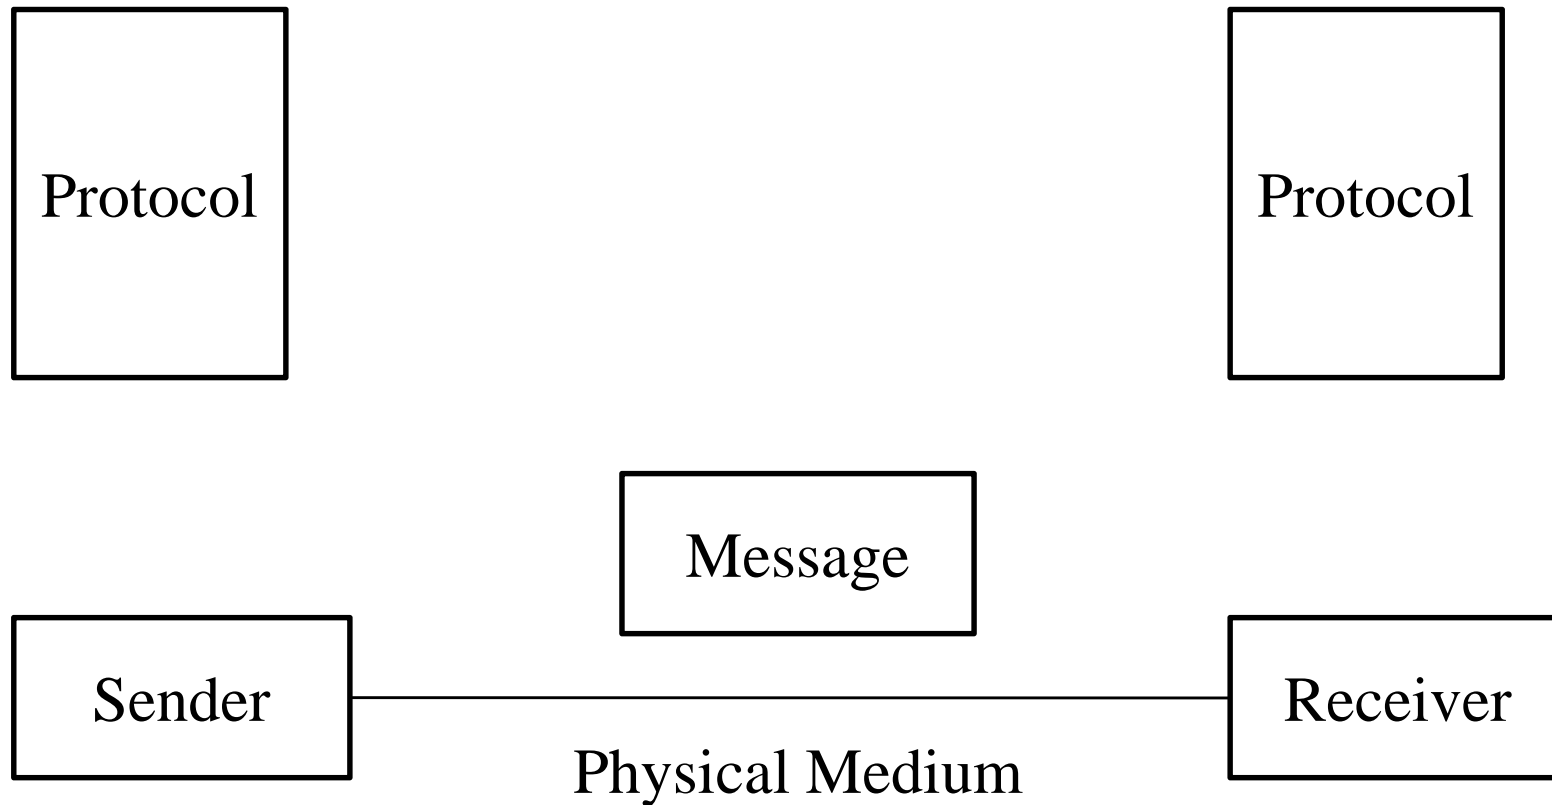 Protocol
Protocol
Message
Sender
Receiver
Physical Medium